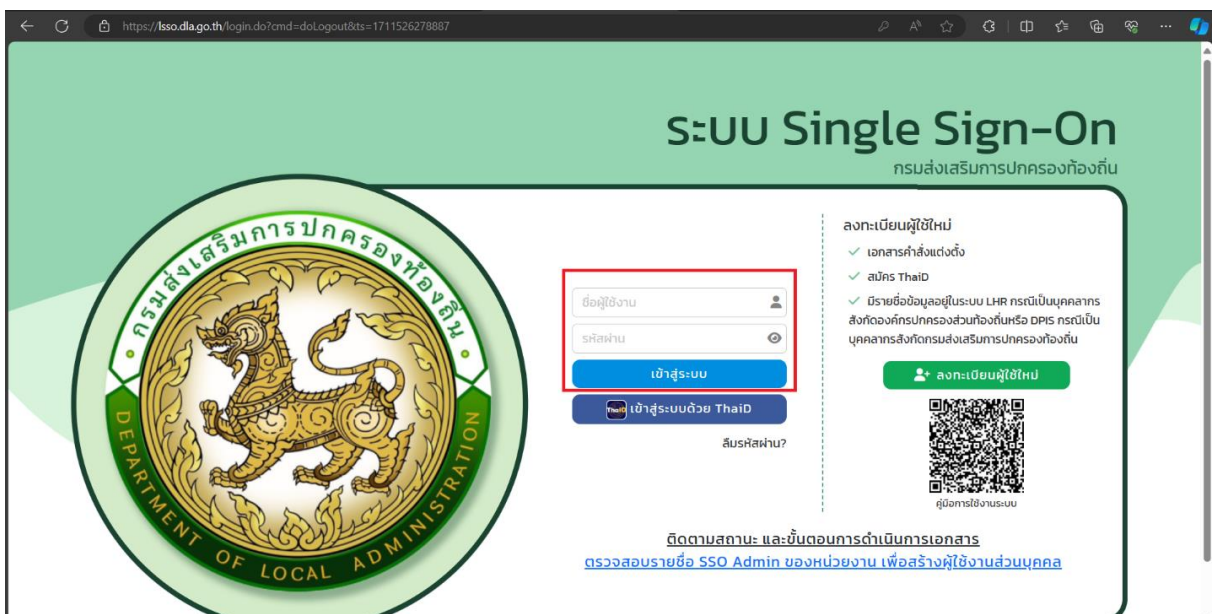 https://lsso.dla.go.th/login.do?cmd=doLogout&ts=1711526278887
ระบบ Single Sign-On
กรมส่งเสริมการปกครองท้องถิ่น
กรมส่งเสริมการปกครองท้องถิ่น
DEPARTMENT OF LOCAL ADMINISTRATION
ชื่อผู้ใช้งาน
รหัสผ่าน
เข้าสู่ระบบ
ThaiD เข้าสู่ระบบด้วย ThaiD
ลืมรหัสผ่าน?
ลงทะเบียนผู้ใช้ใหม่
เอกสารคำสั่งแต่งตั้ง
สมัคร ThaiD
มีรายชื่อข้อมูลอยู่ในระบบ LHR กรณีเป็นบุคคลากร
สังกัดองค์กรปกครองส่วนท้องถิ่นหรือ DPIS กรณีเป็น
บุคคลากรสังกัดกรมส่งเสริมการปกครองท้องถิ่น
ลงทะเบียนผู้ใช้ใหม่
คู่มือการใช้งานระบบ
ติดตามสถานะ และขั้นตอนการดำเนินการเอกสาร
ตรวจสอบรายชื่อ SSO Admin ของหน่วยงาน เพื่อสร้างผู้ใช้งานส่วนบุคคล